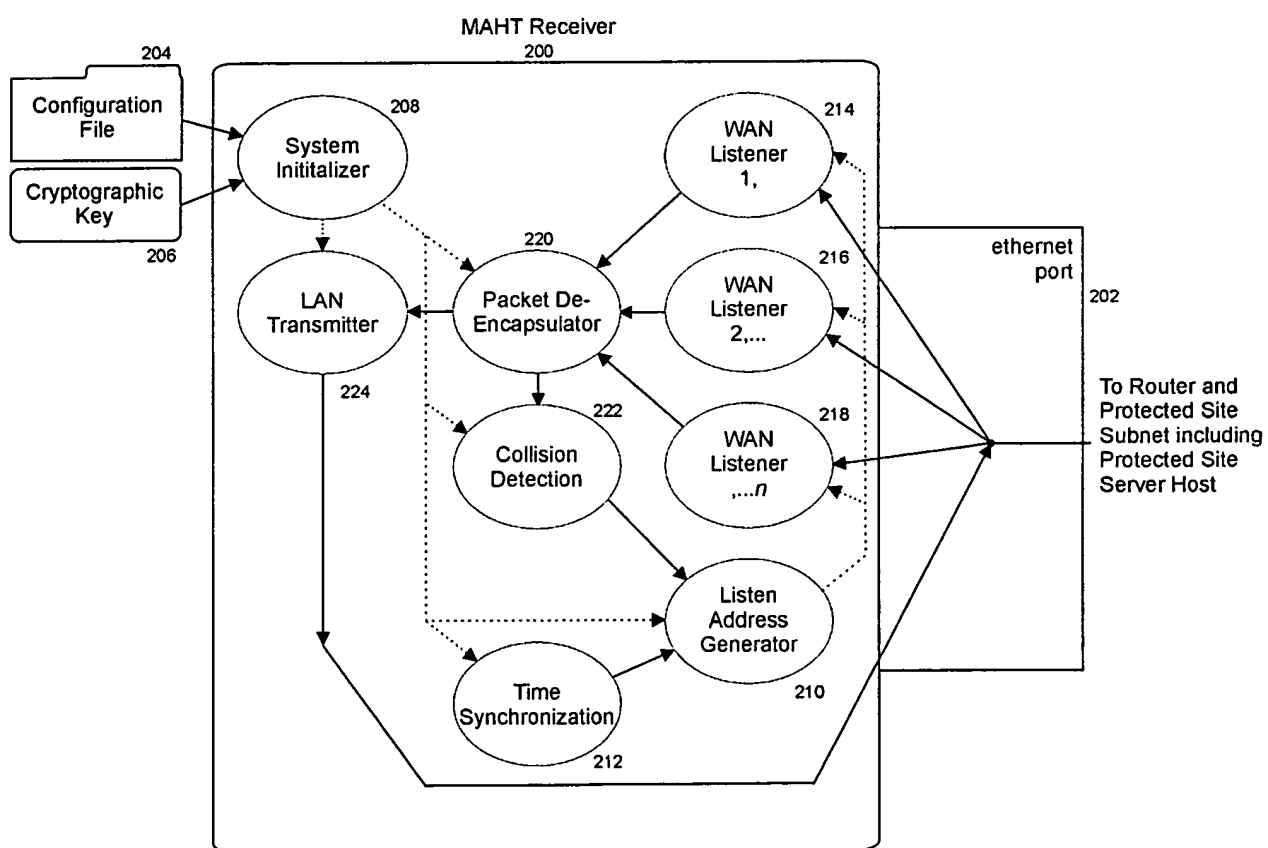 MAHT Receiver
200
204
Configuration
File
Cryptographic
Key
206
208
System
Inititalizer
214
WAN
Listener
1,
ethernet
port
202
220
Packet De-
Encapsulator
216
WAN
Listener
2,...
LAN
Transmitter
224
222
Collision
Detection
218
WAN
Listener
,...n
To Router and
Protected Site
Subnet including
Protected Site
Server Host
Listen
Address
Generator
210
Time
Synchronization
212